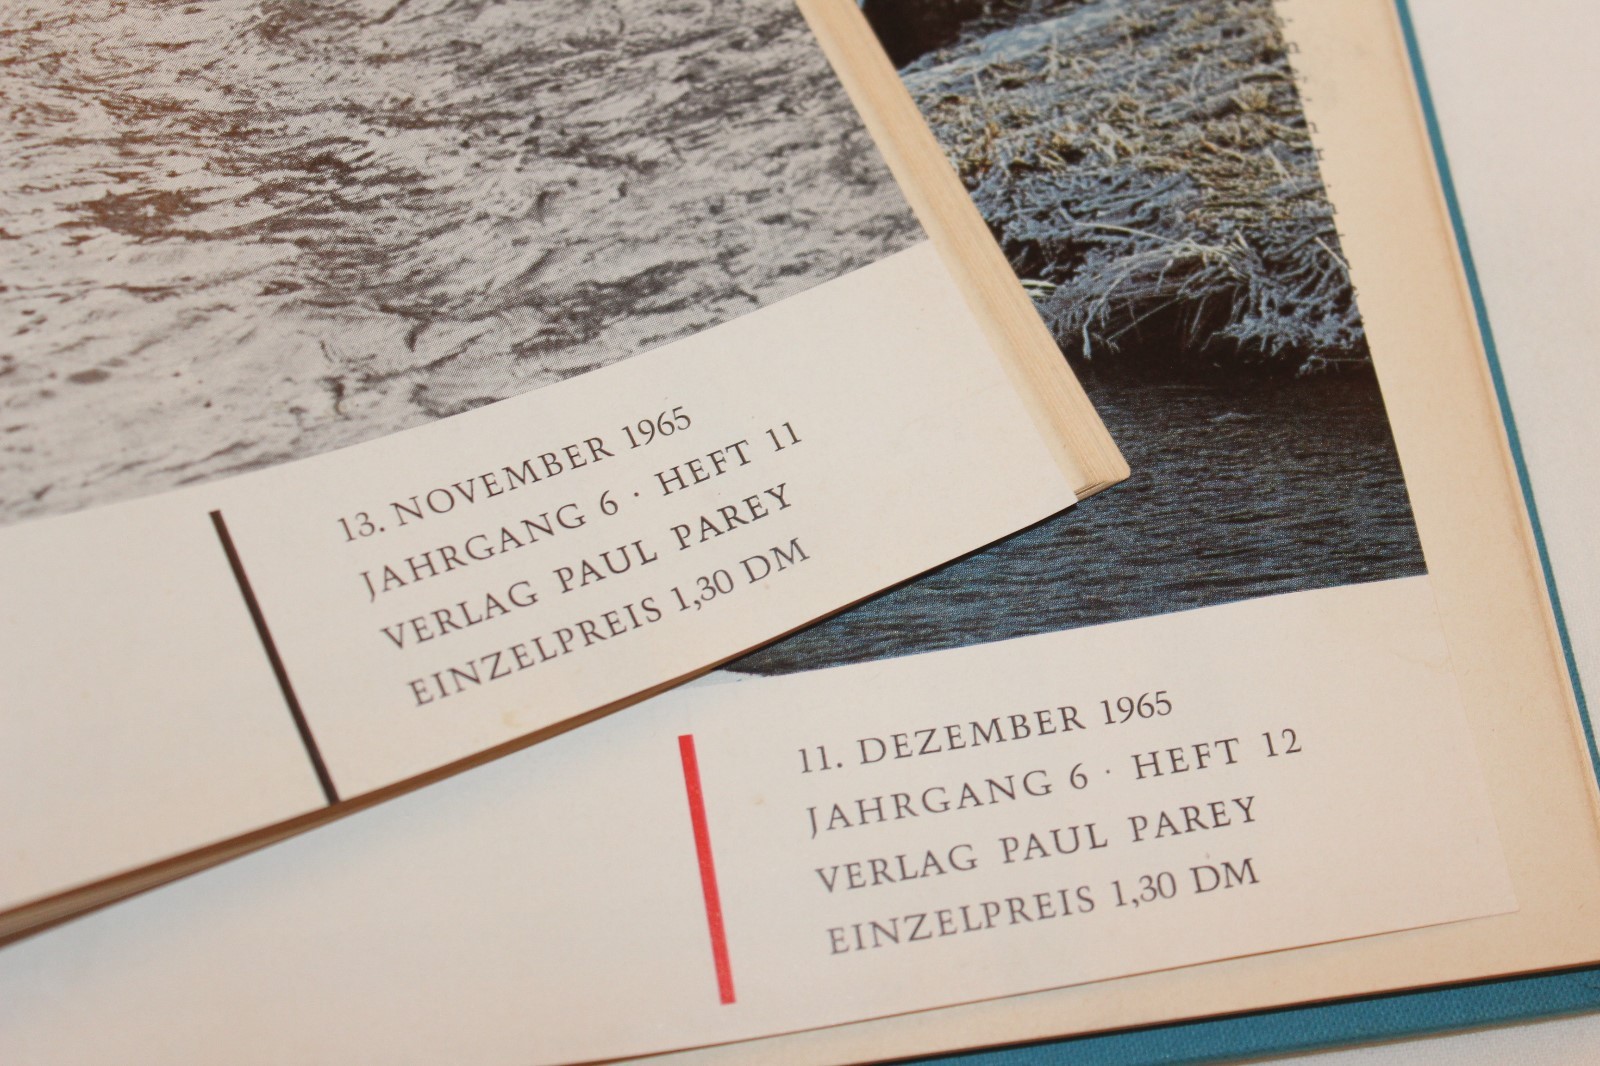 13. NOVEMBER 1965
JAHRGANG 6 · HEFT 11
VERLAG PAUL PAREY
EINZELPREIS 1,30 DM
11. DEZEMBER 1965
JAHRGANG 6 · HEFT 12
VERLAG PAUL PAREY
EINZELPREIS 1,30 DM